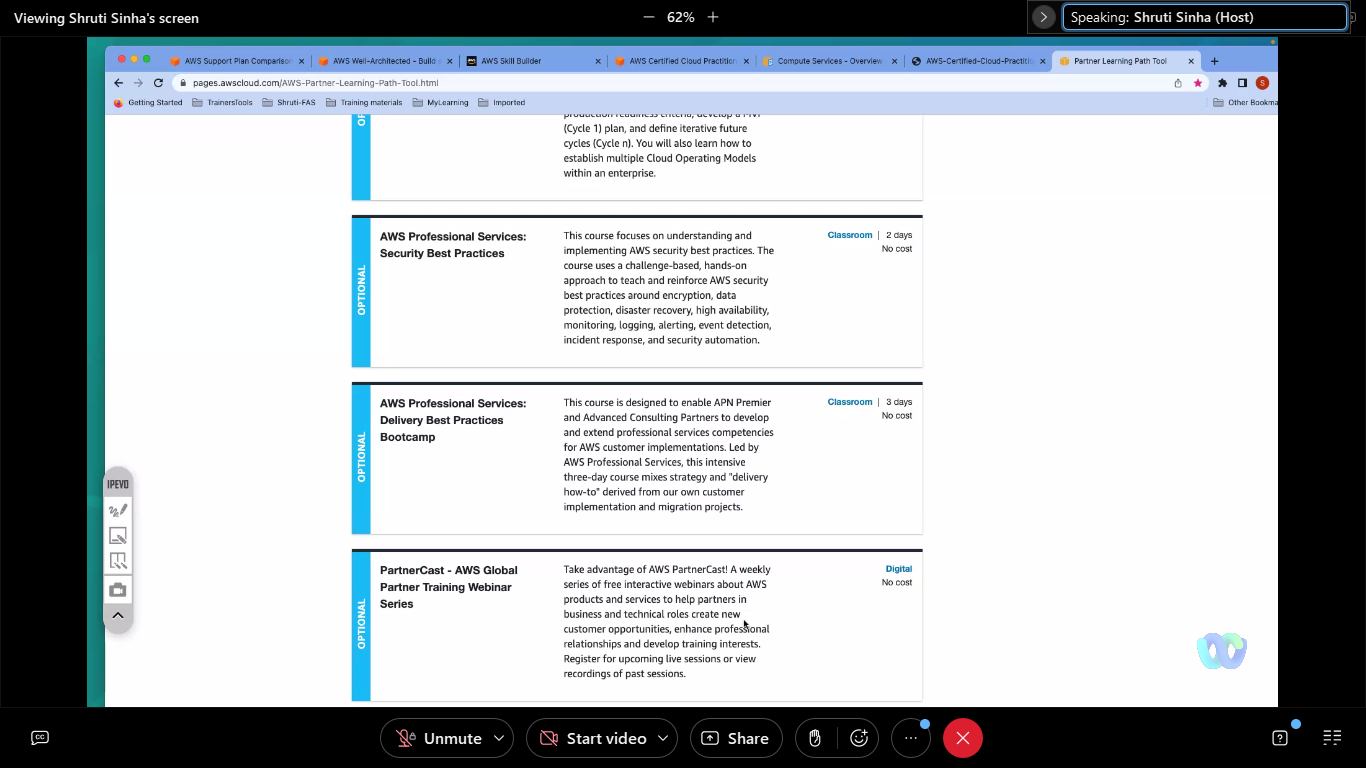 Viewing Shruti Sinha's screen
62%
Speaking: Shruti Sinha (Host)
AWS Support Plan Comparison
AWS Well-Architected - Build
AWS Skill Builder
AWS Certified Cloud Practition
Compute Services - Overview
AWS-Certified-Cloud-Practiti
Partner Learning Path Tool
pages.awscloud.com/AWS-Partner-Learning-Path-Tool.html
S
Getting Started
TrainersTools
Shruti-FAS
Training materials
MyLearning
Imported
Other Bookma
OP
production readiness criteria, develop a MVP
(Cycle 1) plan, and define iterative future
cycles (Cycle n). You will also learn how to
establish multiple Cloud Operating Models
within an enterprise.
OPTIONAL
AWS Professional Services:
Security Best Practices
This course focuses on understanding and
implementing AWS security best practices. The
course uses a challenge-based, hands-on
approach to teach and reinforce AWS security
best practices around encryption, data
protection, disaster recovery, high availability,
monitoring, logging, alerting, event detection,
incident response, and security automation.
Classroom | 2 days
No cost
OPTIONAL
AWS Professional Services:
Delivery Best Practices
Bootcamp
This course is designed to enable APN Premier
and Advanced Consulting Partners to develop
and extend professional services competencies
for AWS customer implementations. Led by
AWS Professional Services, this intensive
three-day course mixes strategy and "delivery
how-to" derived from our own customer
implementation and migration projects.
Classroom | 3 days
No cost
OPTIONAL
PartnerCast - AWS Global
Partner Training Webinar
Series
Take advantage of AWS PartnerCast! A weekly
series of free interactive webinars about AWS
products and services to help partners in
business and technical roles create new
customer opportunities, enhance professional
relationships and develop training interests.
Register for upcoming live sessions or view
recordings of past sessions.
Digital
No cost
IPEVO
CC
Unmute
Start video
Share